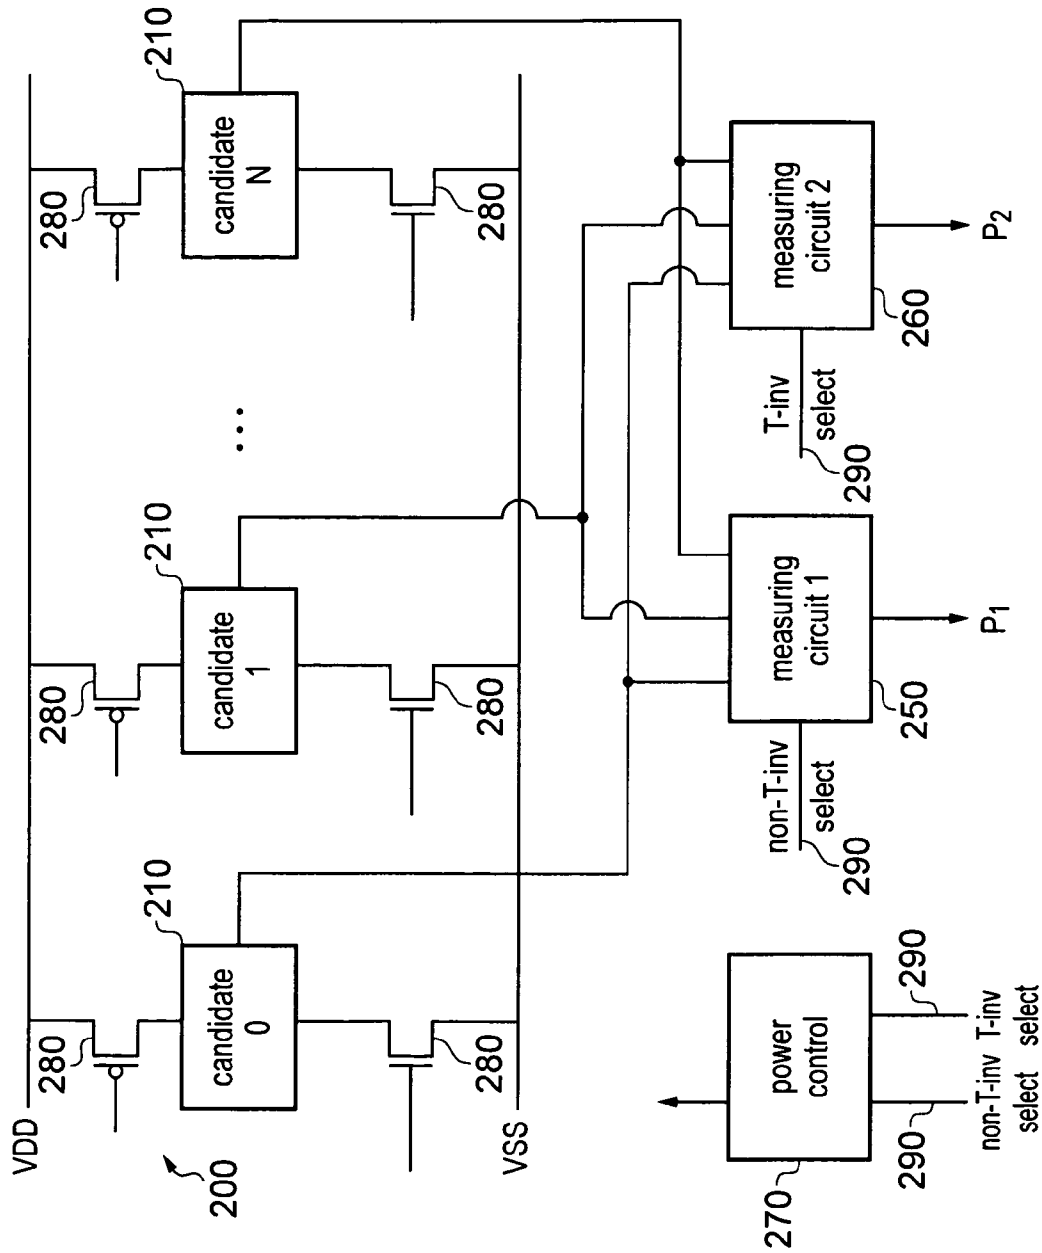 VDD
280
280
280
210
210
210
candidate
0
candidate
1
...
candidate
N
200
280
280
280
VSS
270
power
control
290
290
non-T-inv
select
T-inv
select
non-T-inv
select
290
measuring
circuit 1
250
P1
T-inv
select
290
measuring
circuit 2
260
P2